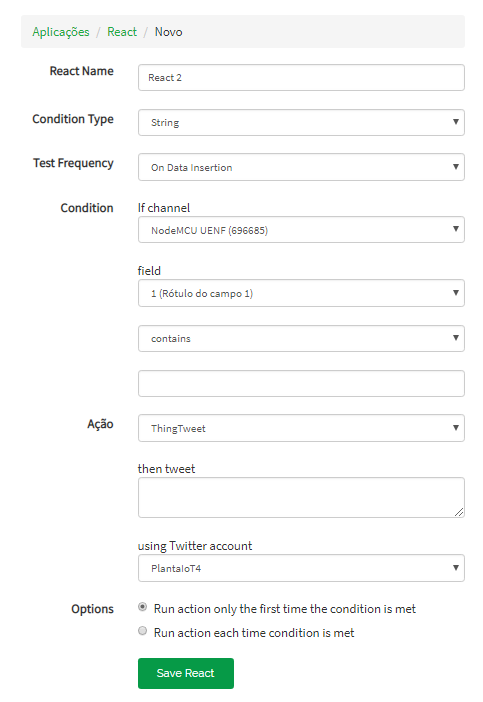 Aplicações / React / Novo
React Name React 2
Condition Type String
Test Frequency On Data Insertion
Condition If channel
NodeMCU UENF (696685)
field
1 (Rótulo do campo 1)
contains
Ação ThingTweet
then tweet
using Twitter account
PlantaIoT4
Options Run action only the first time the condition is met
Run action each time condition is met
Save React